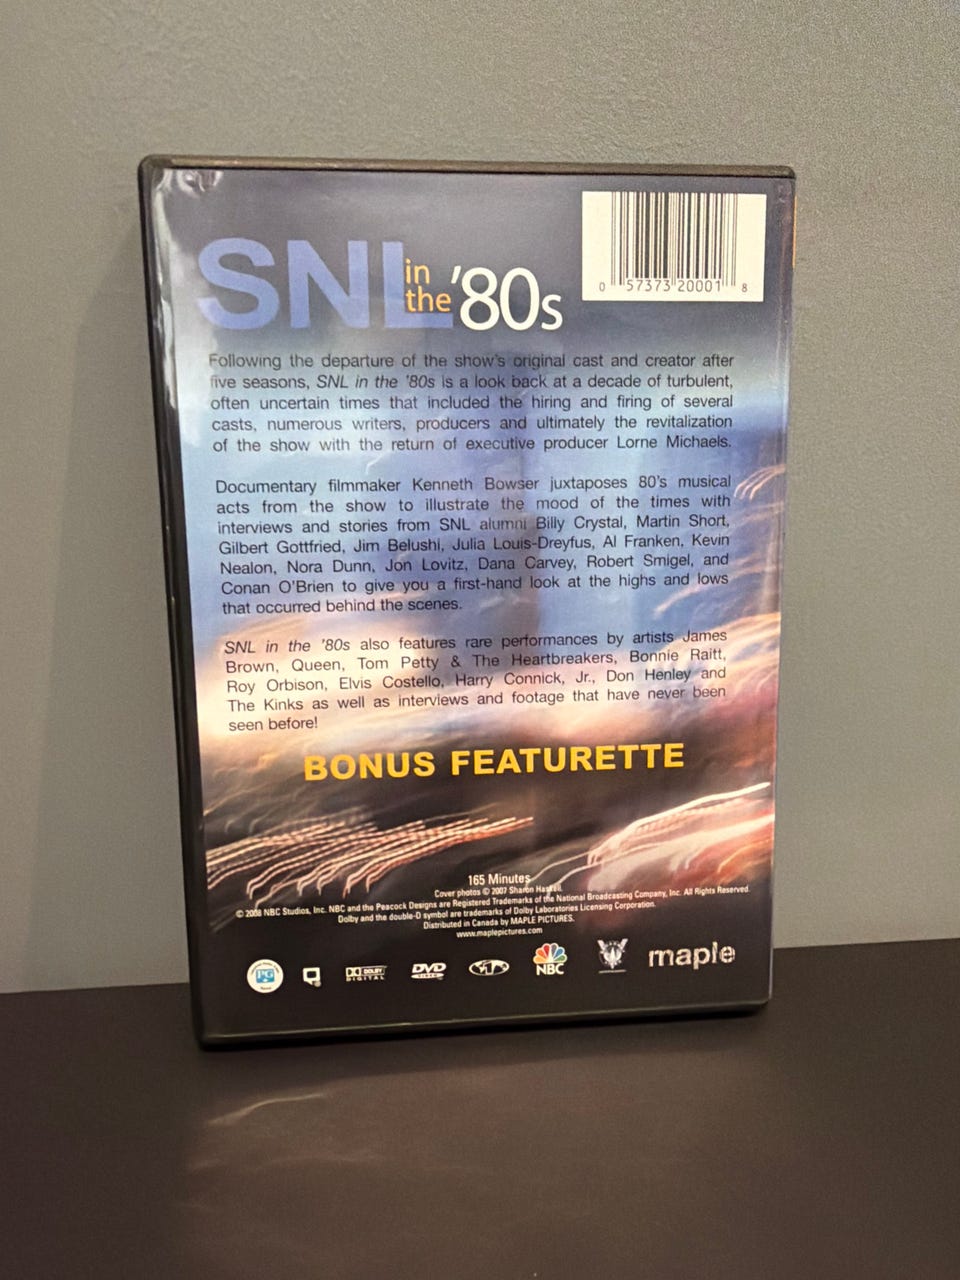 SNL in the '80s
0 57373 20001 8
Following the departure of the show's original cast and creator after
five seasons, SNL in the '80s is a look back at a decade of turbulent,
often uncertain times that included the hiring and firing of several
casts, numerous writers, producers and ultimately the revitalization
of the show with the return of executive producer Lorne Michaels.
Documentary filmmaker Kenneth Bowser juxtaposes 80's musical
acts from the show to illustrate the mood of the times with
interviews and stories from SNL alumni Billy Crystal, Martin Short,
Gilbert Gottfried, Jim Belushi, Julia Louis-Dreyfus, Al Franken, Kevin
Nealon, Nora Dunn, Jon Lovitz, Dana Carvey, Robert Smigel, and
Conan O'Brien to give you a first-hand look at the highs and lows
that occurred behind the scenes.
SNL in the '80s also features rare performances by artists James
Brown, Queen, Tom Petty & The Heartbreakers, Bonnie Raitt,
Roy Orbison, Elvis Costello, Harry Connick, Jr., Don Henley and
The Kinks as well as interviews and footage that have never been
seen before!
BONUS FEATURETTE
165 Minutes
Cover photos © 2007 Sharon Haskell.
© 2008 NBC Studios, Inc. NBC and the Peacock Designs are Registered Trademarks of the National Broadcasting Company, Inc. All Rights Reserved.
Dolby and the double-D symbol are trademarks of Dolby Laboratories Licensing Corporation.
Distributed in Canada by MAPLE PICTURES.
www.maplepictures.com
PG
DOLBY
DIGITAL
DVD
VIDEO
1
NBC
maple